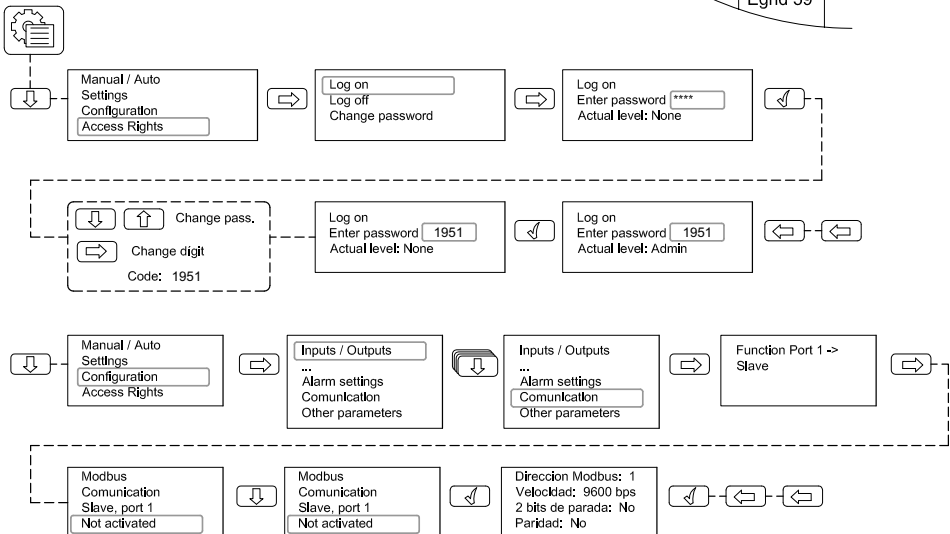 Egrid 39
Manual / Auto
Settings
Configuration
Access Rights
Log on
Log off
Change password
Log on
Enter password ****
Actual level: None
Change pass.
Change digit
Code: 1951
Log on
Enter password 1951
Actual level: None
Log on
Enter password 1951
Actual level: Admin
Manual / Auto
Settings
Configuration
Access Rights
Inputs / Outputs
...
Alarm settings
Comunication
Other parameters
Inputs / Outputs
...
Alarm settings
Comunication
Other parameters
Function Port 1 ->
Slave
Modbus
Comunication
Slave, port 1
Not activated
Modbus
Comunication
Slave, port 1
Not activated
Direccion Modbus: 1
Velocidad: 9600 bps
2 bits de parada: No
Paridad: No